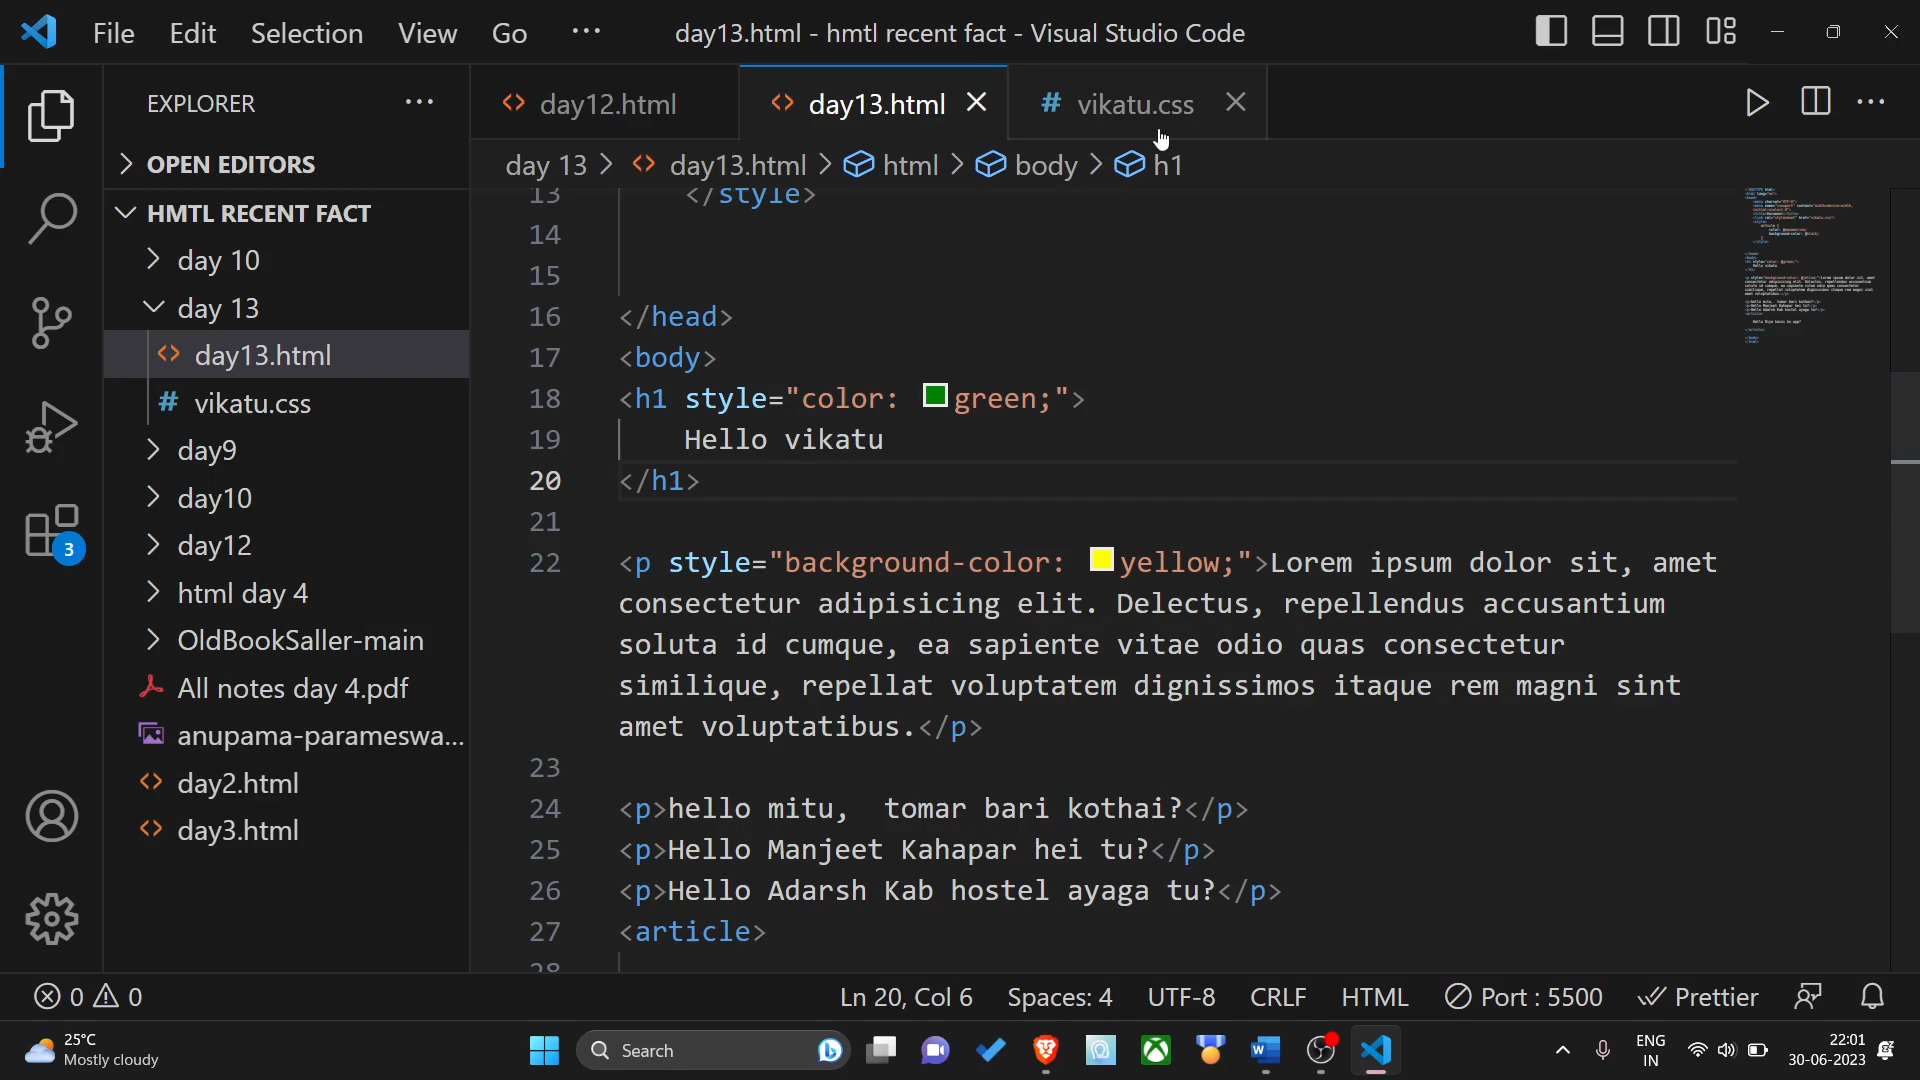 File Edit Selection View Go ··· day13.html - hmtl recent fact - Visual Studio Code
EXPLORER ···
OPEN EDITORS
HMTL RECENT FACT
day 10
day 13
day13.html
# vikatu.css
day9
day10
day12
html day 4
OldBookSaller-main
All notes day 4.pdf
anupama-parameswa...
day2.html
day3.html
3
day12.html day13.html # vikatu.css
day 13 > day13.html > html > body > h1
13 </style>
14
15
16 </head>
17 <body>
18 <h1 style="color: green;">
19 Hello vikatu
20 </h1>
21
22 <p style="background-color: yellow;">Lorem ipsum dolor sit, amet
consectetur adipisicing elit. Delectus, repellendus accusantium
soluta id cumque, ea sapiente vitae odio quas consectetur
similique, repellat voluptatem dignissimos itaque rem magni sint
amet voluptatibus.</p>
23
24 <p>hello mitu,  tomar bari kothai?</p>
25 <p>Hello Manjeet Kahapar hei tu?</p>
26 <p>Hello Adarsh Kab hostel ayaga tu?</p>
27 <article>
28
0 0 Ln 20, Col 6 Spaces: 4 UTF-8 CRLF HTML Port : 5500 Prettier
25°C
Mostly cloudy
Search
ENG
IN
22:01
30-06-2023